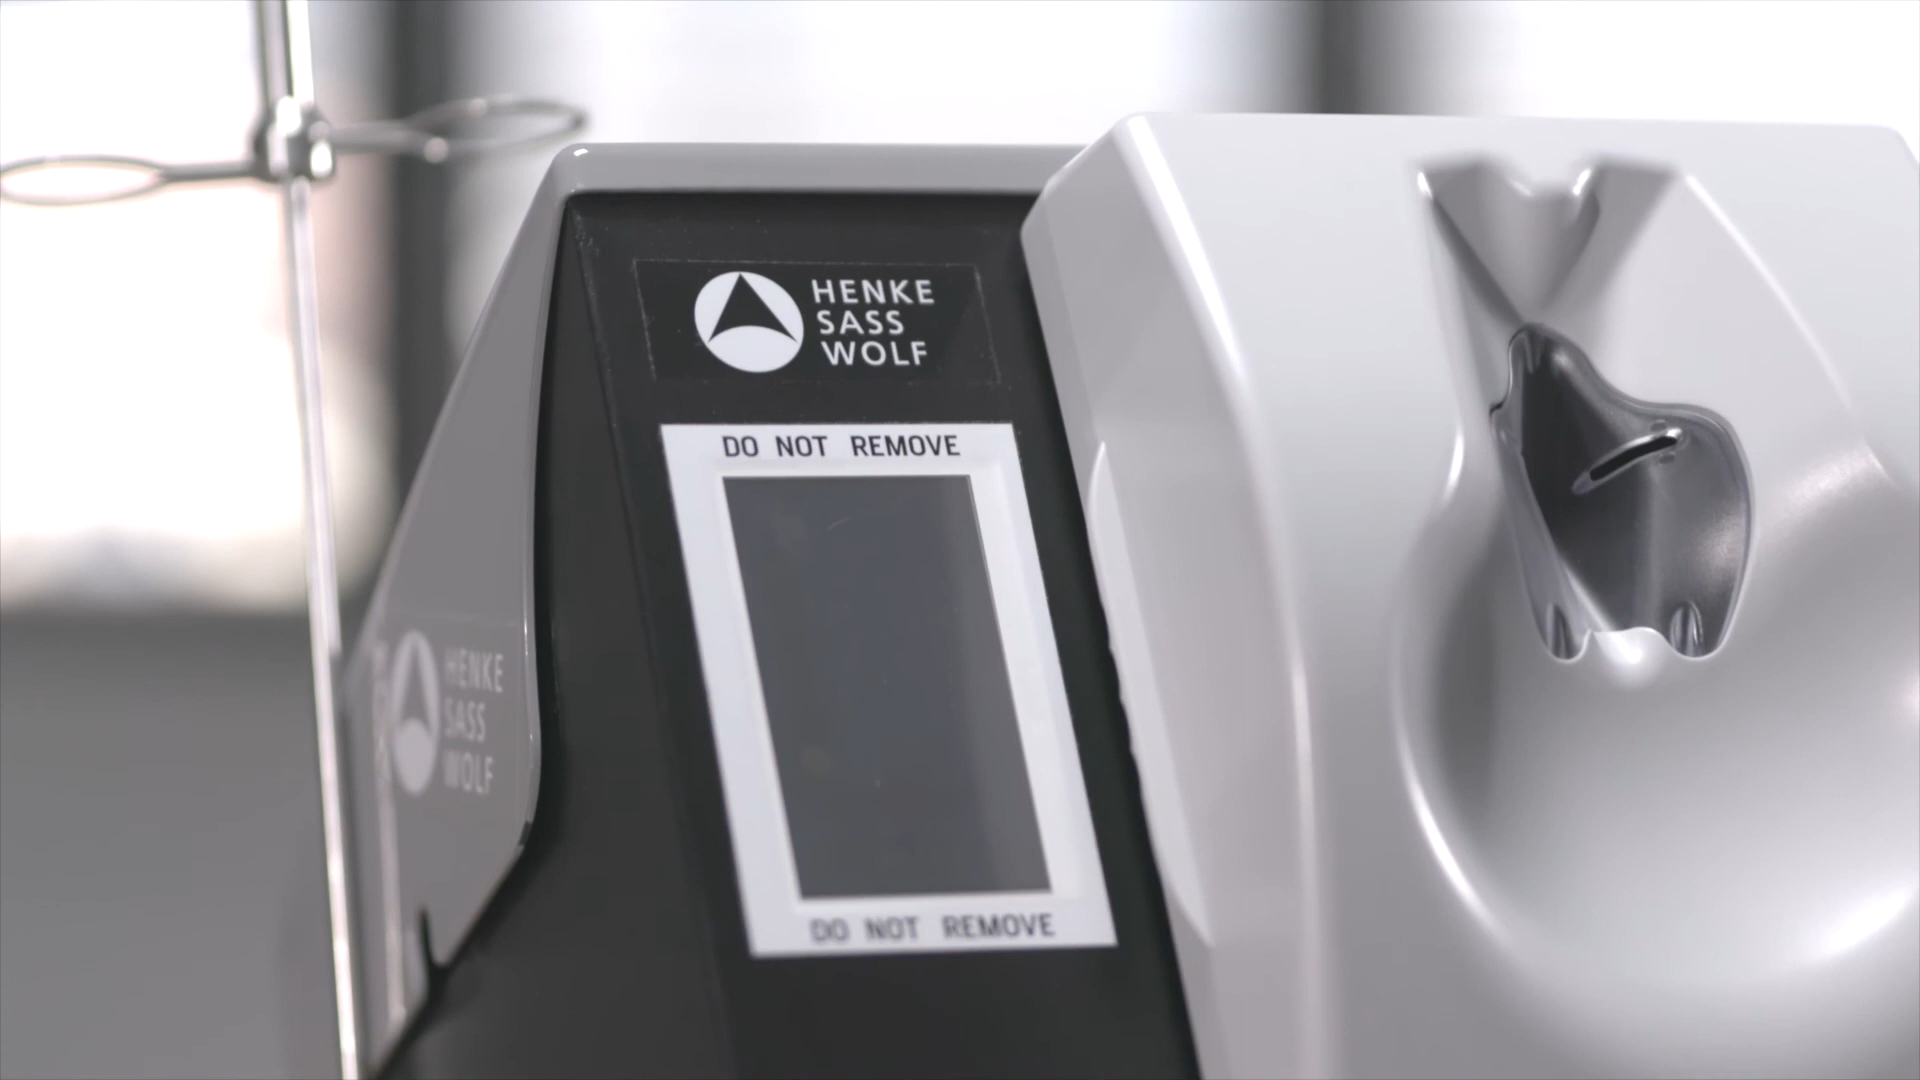 HENKE
SASS
WOLF
DO NOT REMOVE
DO NOT REMOVE
HENKE
SASS
WOLF